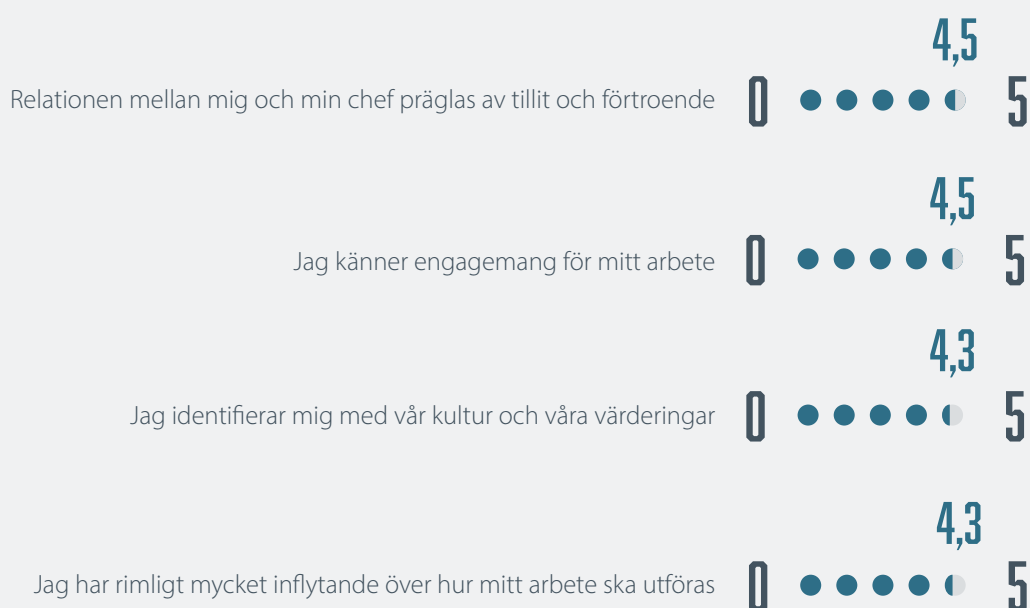 4,5
Relationen mellan mig och min chef präglas av tillit och förtroende 0 5
4,5
Jag känner engagemang för mitt arbete 0 5
4,3
Jag identifierar mig med vår kultur och våra värderingar 0 5
4,3
Jag har rimligt mycket inflytande över hur mitt arbete ska utföras 0 5